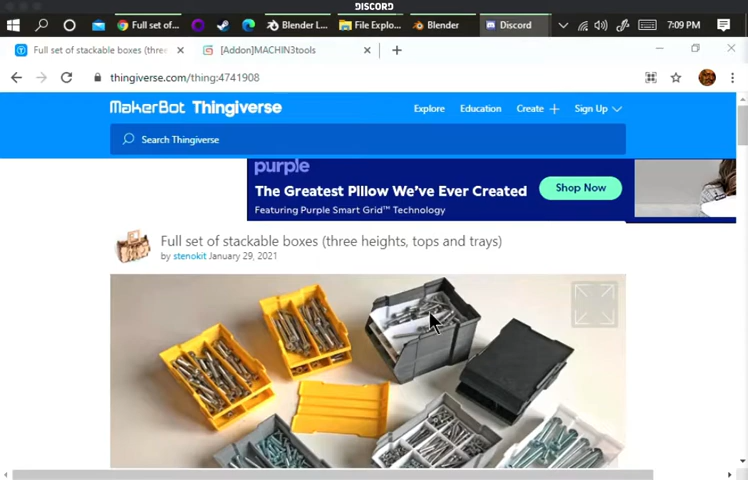 DISCORD
Full set of...
Blender L...
File Explo...
Blender
Discord
7:09 PM
Full set of stackable boxes (three
[Addon]MACHIN3tools
thingiverse.com/thing:4741908
MakerBot Thingiverse
Explore
Education
Create
Sign Up
Search Thingiverse
purple
The Greatest Pillow We've Ever Created
Featuring Purple Smart Grid™ Technology
Shop Now
Full set of stackable boxes (three heights, tops and trays)
by stenokit January 29, 2021